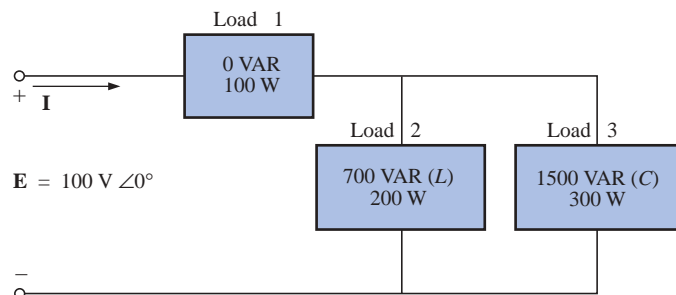 Load 1
0 VAR
100 W
+
I
Load 2
Load 3
700 VAR (L)
200 W
1500 VAR (C)
300 W
E = 100 V ∠0°
–